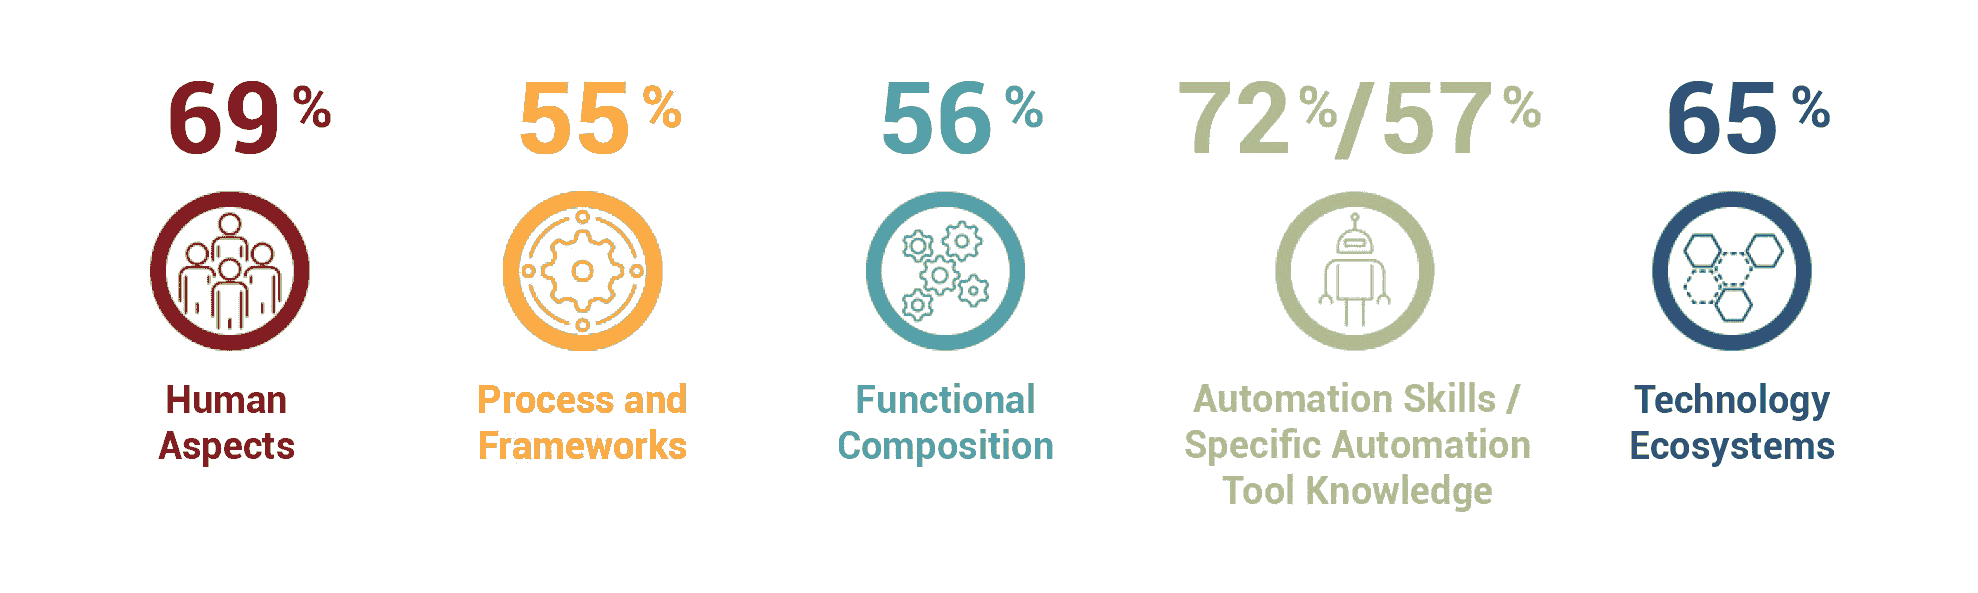 69%
55%
56%
72%/57%
65%
Human
Aspects
Process and
Frameworks
Functional
Composition
Automation Skills /
Specific Automation
Tool Knowledge
Technology
Ecosystems